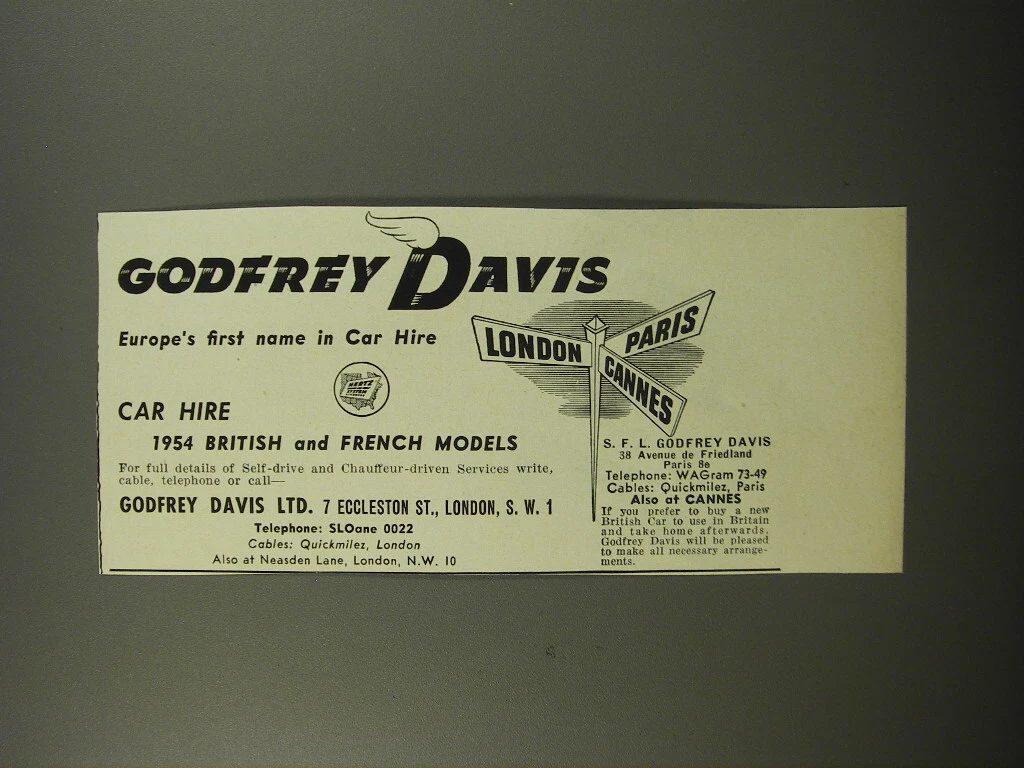 GODFREY DAVIS
Europe's first name in Car Hire
LONDON
PARIS
CANNES
HERTZ
SYSTEM
CAR HIRE
1954 BRITISH and FRENCH MODELS
For full details of Self-drive and Chauffeur-driven Services write,
cable, telephone or call—
GODFREY DAVIS LTD. 7 ECCLESTON ST., LONDON, S. W. 1
Telephone: SLOane 0022
Cables: Quickmilez, London
Also at Neasden Lane, London, N.W. 10
S. F. L. GODFREY DAVIS
38 Avenue de Friedland
Paris 8e
Telephone: WAGram 73-49
Cables: Quickmilez, Paris
Also at CANNES
If you prefer to buy a new
British Car to use in Britain
and take home afterwards,
Godfrey Davis will be pleased
to make all necessary arrange-
ments.